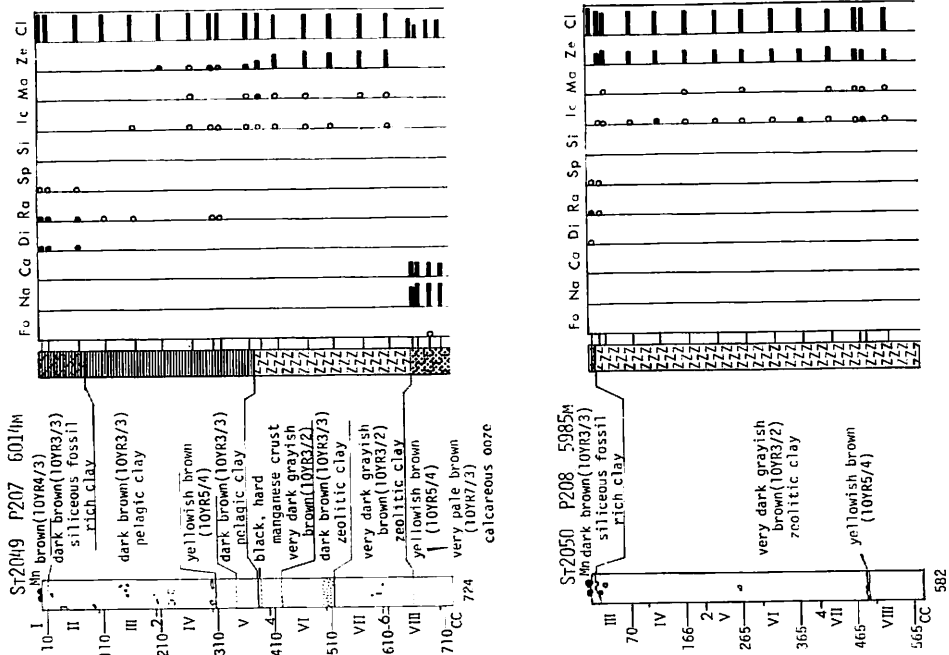 ST2049 P207 6014M
Mn brown(10YR4/3)
dark brown(10YR3/3)
siliceous fossil
rich clay
dark brown(10YR3/3)
pelagic clay
yellowish brown
(10YR5/4)
dark brown(10YR3/3)
pelagic clay
black, hard
manganese crust
very dark grayish
brown(10YR3/2)
dark brown(10YR3/3)
zeolitic clay
very dark grayish
brown(10YR3/2)
zeolitic clay
yellowish brown
(10YR5/4)
very pale brown
(10YR7/3)
calcareous ooze
I
10
II
110
III
210 2
IV
310
V
410 4
VI
510
VII
610 6
VIII
710
CC
724
Fo Na Ca Di Ra Sp Si Ic Ma Ze Cl
ZZZ
ST2050 P208 5985M
Mn dark brown(10YR3/3)
siliceous fossil
rich clay
very dark grayish
brown(10YR3/2)
zeolitic clay
yellowish brown
(10YR5/4)
III
70
IV
166 2
V
265
VI
365
4 VII
465
VIII
565
CC
582
Fo Na Ca Di Ra Sp Si Ic Ma Ze Cl
ZZZ